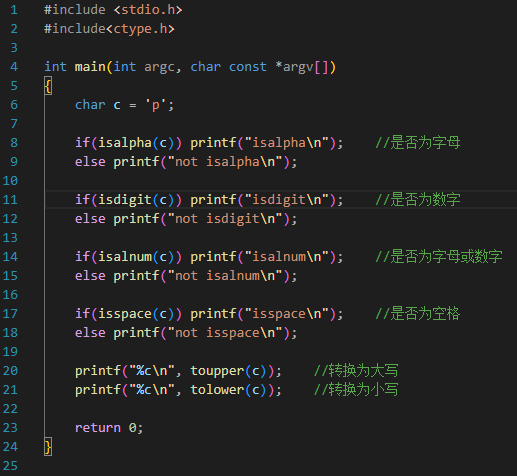 1 #include <stdio.h>
2 #include<ctype.h>
3
4 int main(int argc, char const *argv[])
5 {
6     char c = 'p';
7
8     if(isalpha(c)) printf("isalpha\n");    //是否为字母
9     else printf("not isalpha\n");
10
11     if(isdigit(c)) printf("isdigit\n");    //是否为数字
12     else printf("not isdigit\n");
13
14     if(isalnum(c)) printf("isalnum\n");    //是否为字母或数字
15     else printf("not isalnum\n");
16
17     if(isspace(c)) printf("isspace\n");    //是否为空格
18     else printf("not isspace\n");
19
20     printf("%c\n", toupper(c));    //转换为大写
21     printf("%c\n", tolower(c));    //转换为小写
22
23     return 0;
24 }
25